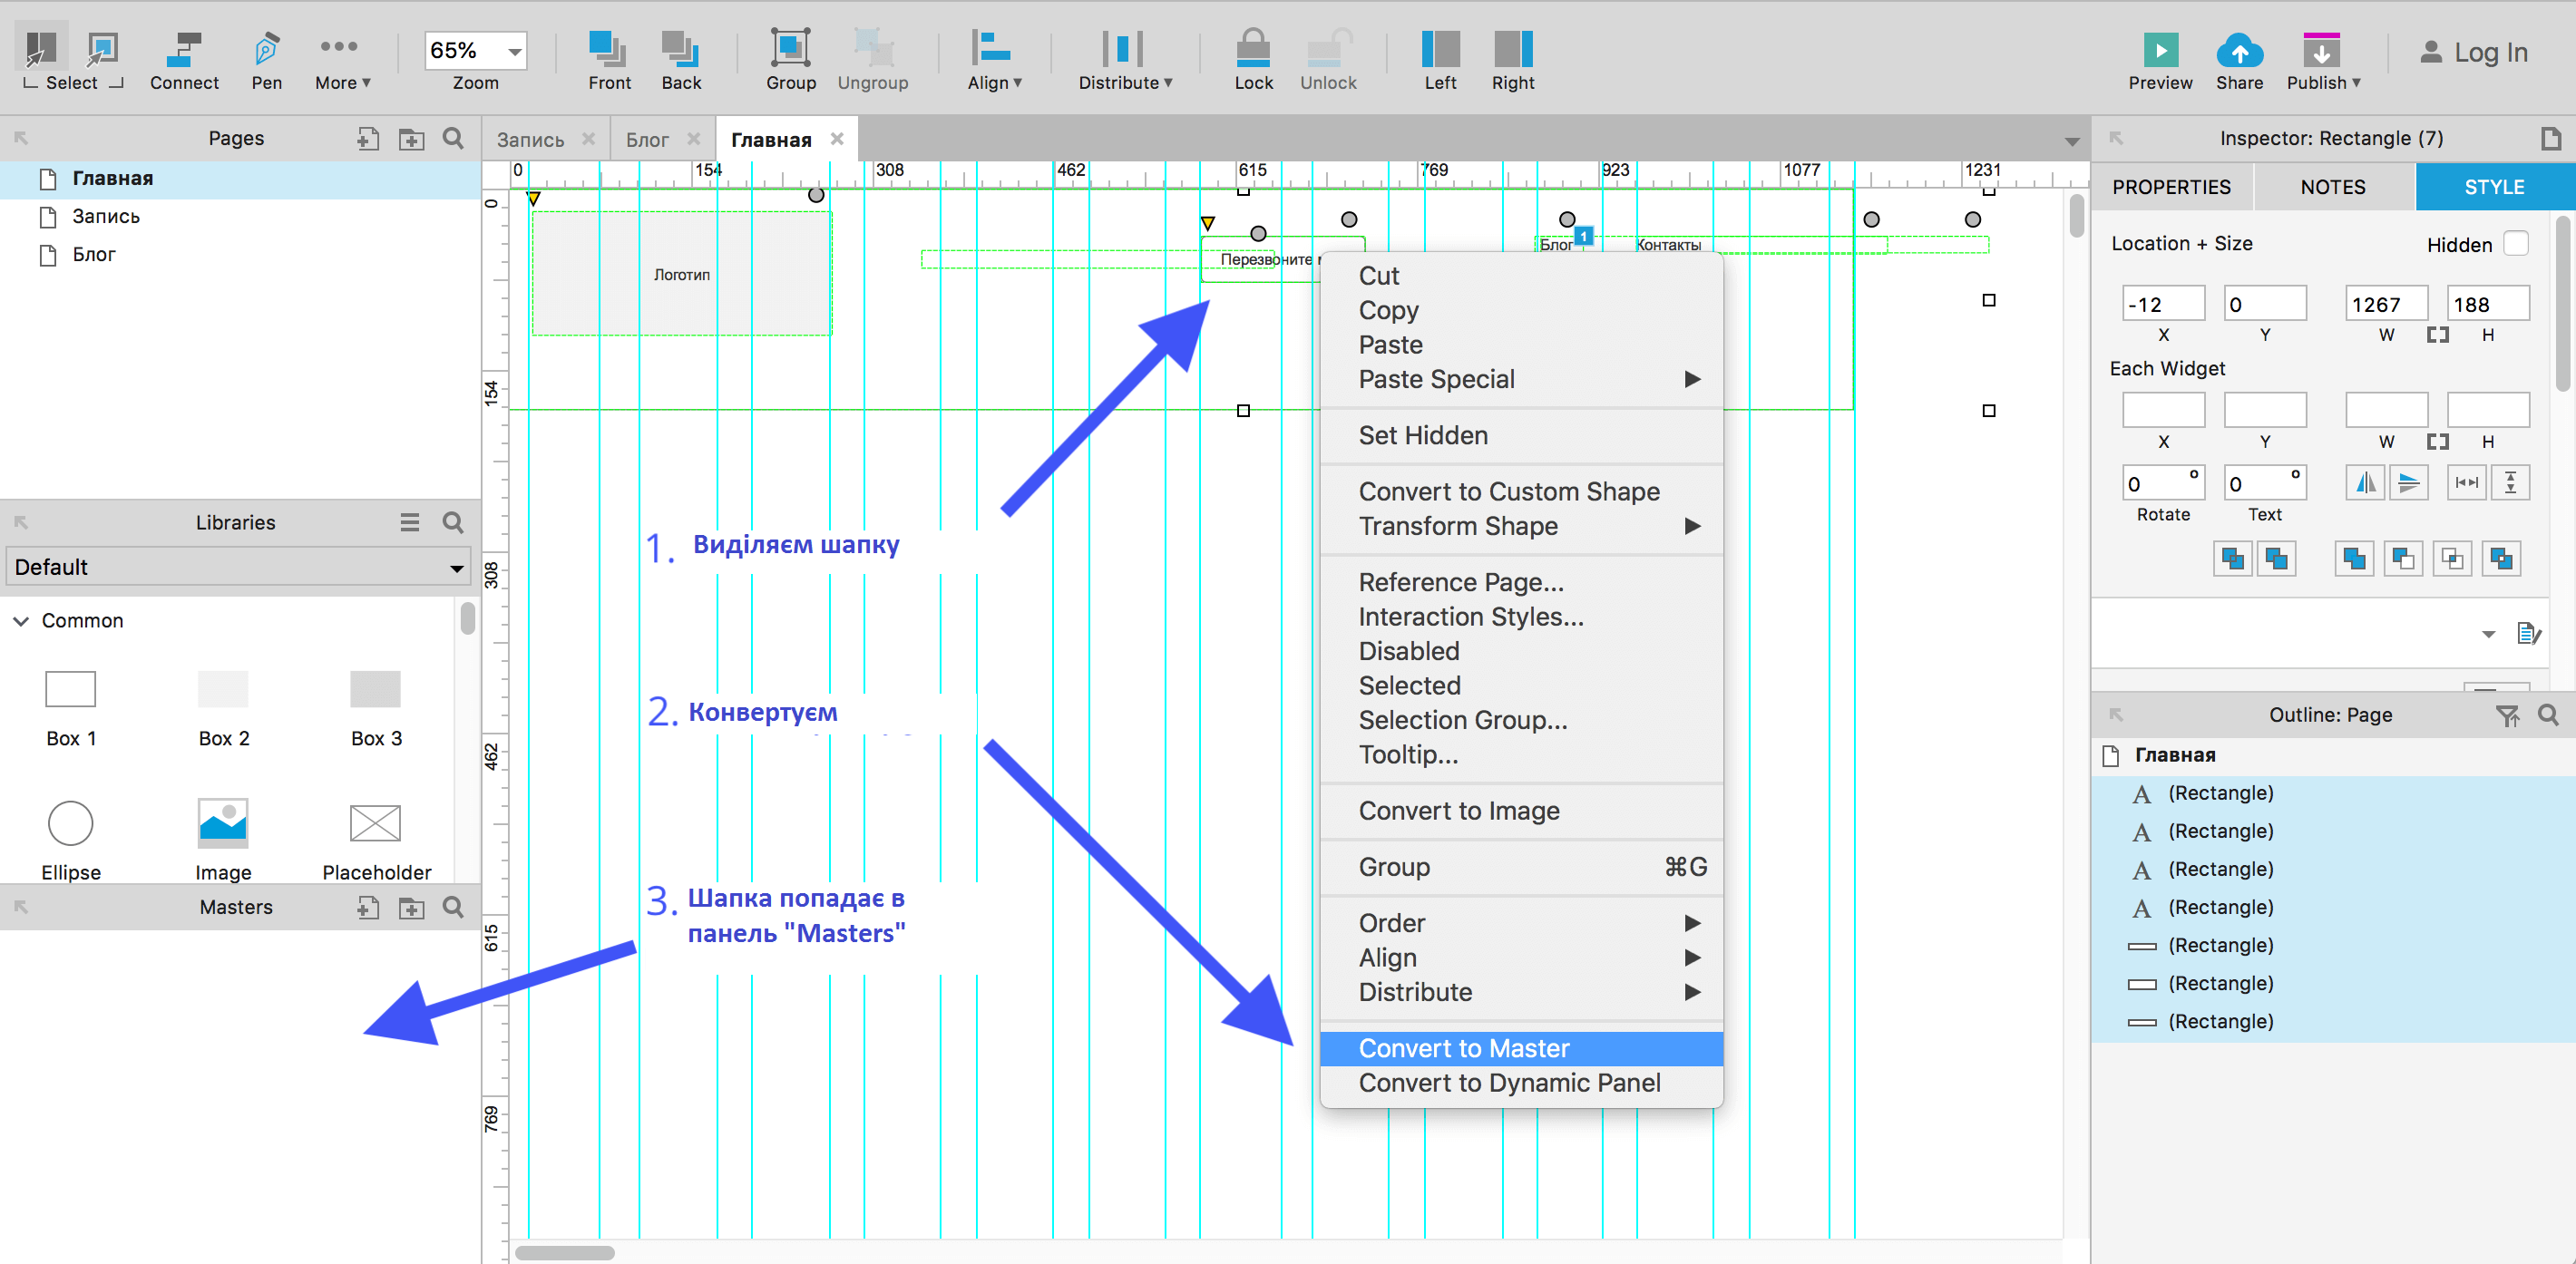 Select
Connect
Pen
More ▼
65%
Zoom
Front
Back
Group
Ungroup
Align ▼
Distribute ▼
Lock
Unlock
Left
Right
Preview
Share
Publish ▼
Log In
Pages
Главная
Запись
Блог
Libraries
Default
Common
Box 1
Box 2
Box 3
Ellipse
Image
Placeholder
Masters
Запись
Блог
Главная
0
154
308
462
615
769
923
1077
1231
0
154
308
462
615
769
Логотип
Перезвоните
Блог
1
Контакты
1. Виділяєм шапку
2. Конвертуєм
3. Шапка попадає в
панель "Masters"
Cut
Copy
Paste
Paste Special
Set Hidden
Convert to Custom Shape
Transform Shape
Reference Page...
Interaction Styles...
Disabled
Selected
Selection Group...
Tooltip...
Convert to Image
Group ⌘G
Order
Align
Distribute
Convert to Master
Convert to Dynamic Panel
Inspector: Rectangle (7)
PROPERTIES
NOTES
STYLE
Location + Size
Hidden
-12
0
1267
188
X
Y
W
H
Each Widget
X
Y
W
H
0 °
0 °
Rotate
Text
Outline: Page
Главная
(Rectangle)
(Rectangle)
(Rectangle)
(Rectangle)
(Rectangle)
(Rectangle)
(Rectangle)